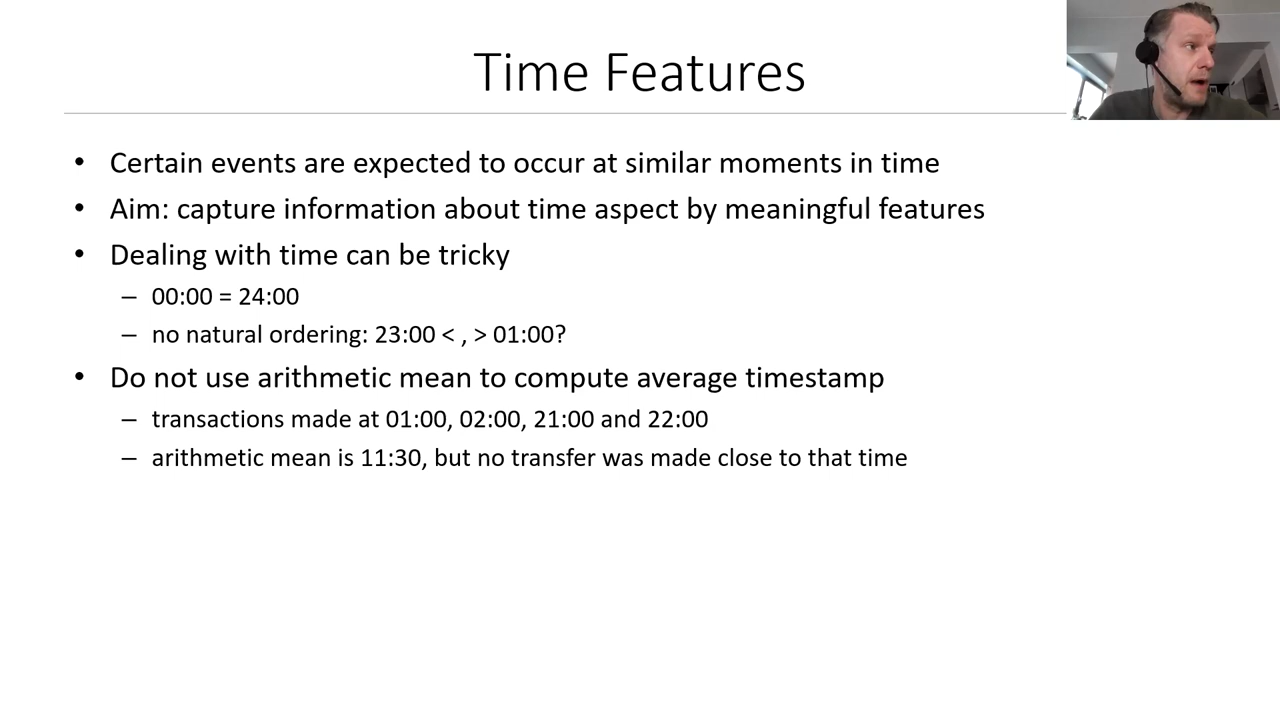 Time Features
• Certain events are expected to occur at similar moments in time
• Aim: capture information about time aspect by meaningful features
• Dealing with time can be tricky
– 00:00 = 24:00
– no natural ordering: 23:00 < , > 01:00?
• Do not use arithmetic mean to compute average timestamp
– transactions made at 01:00, 02:00, 21:00 and 22:00
– arithmetic mean is 11:30, but no transfer was made close to that time